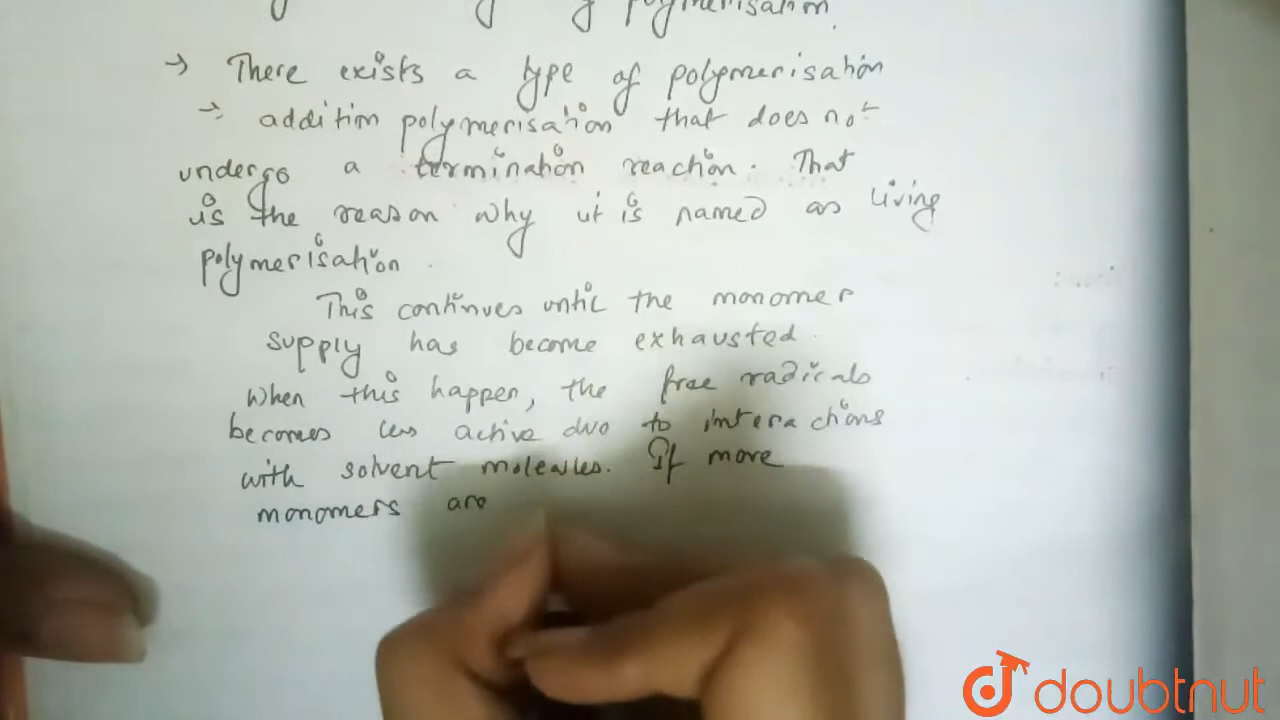 polymerisation.
→ There exists a type of polymerisation
→ addition polymerisation that does not
undergo a termination reaction. That
is the reason why it is named as living
polymerisation.
This continues until the monomer
supply has become exhausted.
When this happen, the free radicals
becomes less active due to interactions
with solvent molecules. If more
monomers are
doubtnut